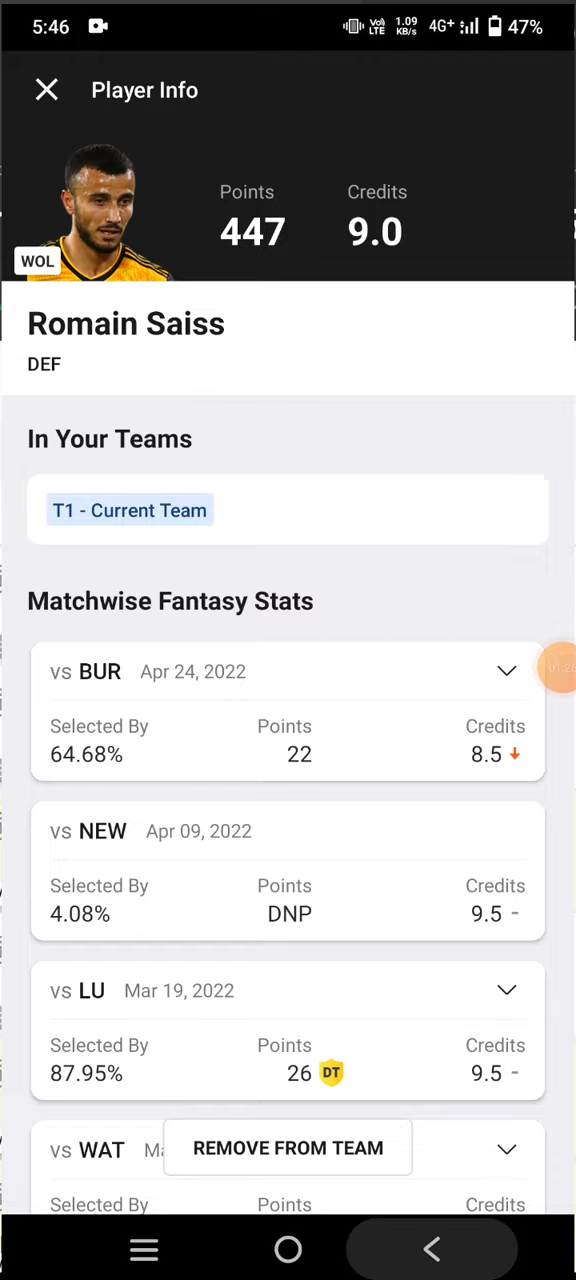 5:46
Vo)
LTE
1.09
KB/s
4G+
47%
Player Info
Points
Credits
447
9.0
WOL
Romain Saiss
DEF
In Your Teams
T1 - Current Team
Matchwise Fantasy Stats
vs BUR Apr 24, 2022
Selected By Points Credits
64.68% 22 8.5
vs NEW Apr 09, 2022
Selected By Points Credits
4.08% DNP 9.5 -
vs LU Mar 19, 2022
Selected By Points Credits
87.95% 26 DT 9.5 -
vs WAT
REMOVE FROM TEAM
Selected By Points Credits